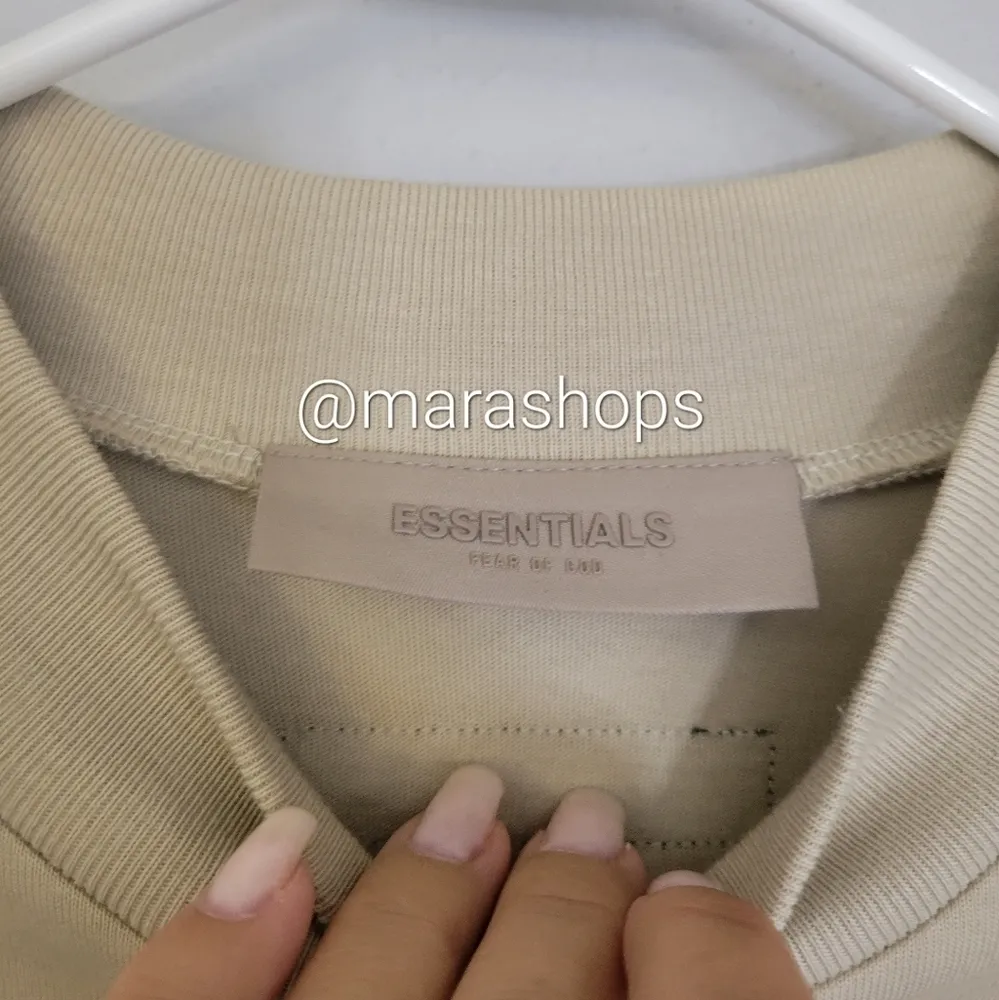 @marashops
ESSENTIALS
FEAR OF GOD